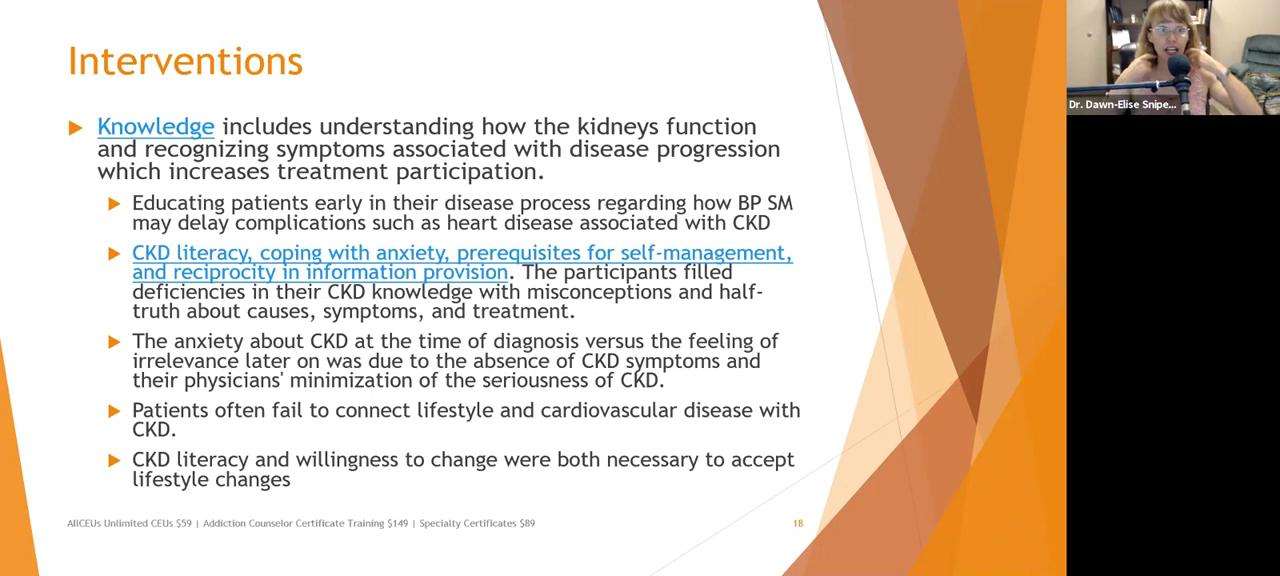 Interventions
Knowledge includes understanding how the kidneys function
and recognizing symptoms associated with disease progression
which increases treatment participation.
Educating patients early in their disease process regarding how BP SM
may delay complications such as heart disease associated with CKD
CKD literacy, coping with anxiety, prerequisites for self-management,
and reciprocity in information provision. The participants filled
deficiencies in their CKD knowledge with misconceptions and half-
truth about causes, symptoms, and treatment.
The anxiety about CKD at the time of diagnosis versus the feeling of
irrelevance later on was due to the absence of CKD symptoms and
their physicians' minimization of the seriousness of CKD.
Patients often fail to connect lifestyle and cardiovascular disease with
CKD.
CKD literacy and willingness to change were both necessary to accept
lifestyle changes
AllCEUs Unlimited CEUs $59 | Addiction Counselor Certificate Training $149 | Specialty Certificates $89
18
Dr. Dawn-Elise Snipe...